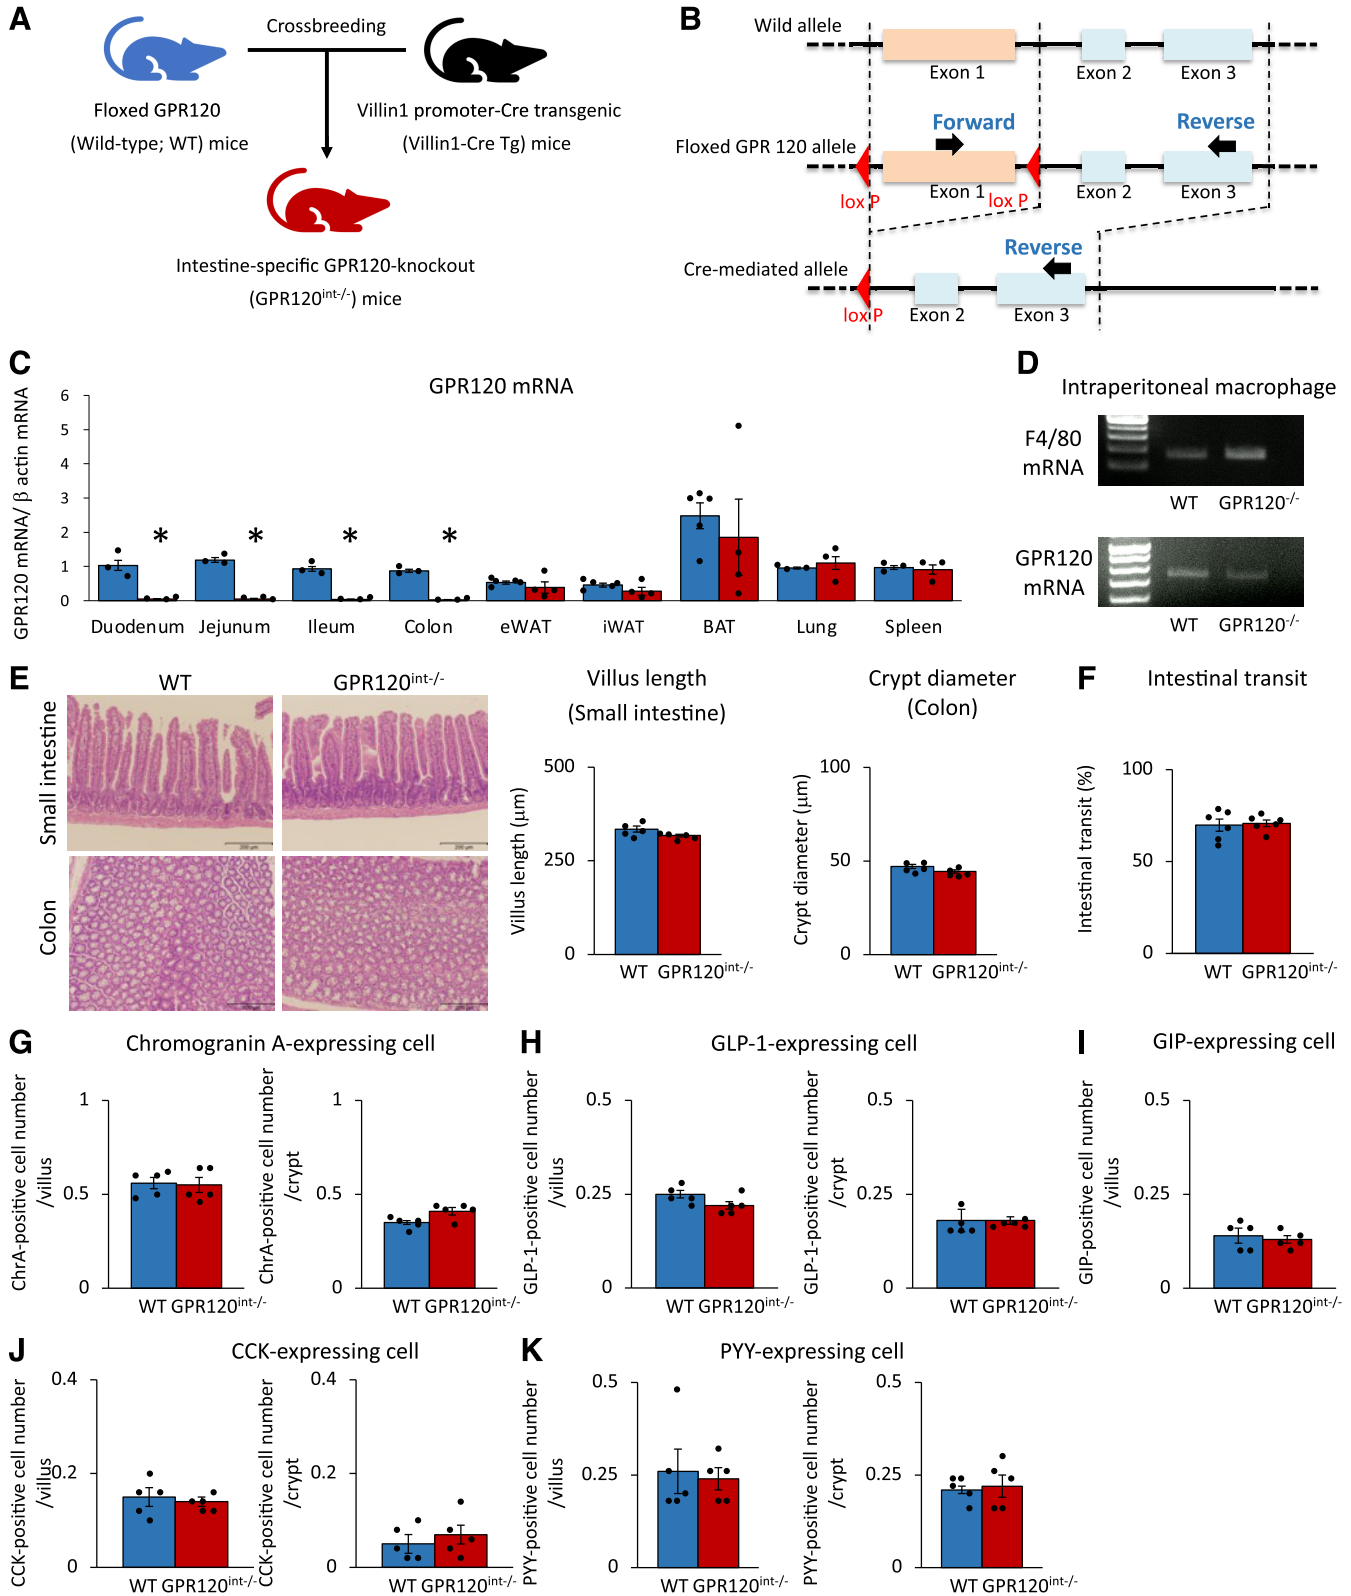 A
Crossbreeding
Floxed GPR120
(Wild-type; WT) mice
Villin1 promoter-Cre transgenic
(Villin1-Cre Tg) mice
Intestine-specific GPR120-knockout
(GPR120int-/-) mice
B
Wild allele
Exon 1
Exon 2
Exon 3
Forward
Reverse
Floxed GPR 120 allele
Exon 1
Exon 2
Exon 3
lox P
lox P
Reverse
Cre-mediated allele
lox P
Exon 2
Exon 3
C
GPR120 mRNA
GPR120 mRNA/ β actin mRNA
6
5
4
3
2
1
0
* * * *
Duodenum Jejunum Ileum Colon eWAT iWAT BAT Lung Spleen
D
Intraperitoneal macrophage
F4/80
mRNA
WT GPR120-/-
GPR120
mRNA
WT GPR120-/-
E
WT
GPR120int-/-
Small intestine
Colon
Villus length
(Small intestine)
Villus length (μm)
500
250
0
WT GPR120int-/-
Crypt diameter
(Colon)
Crypt diameter (μm)
100
50
0
WT GPR120int-/-
F
Intestinal transit
Intestinal transit (%)
100
50
0
WT GPR120int-/-
G
Chromogranin A-expressing cell
ChrA-positive cell number
/villus
1
0.5
0
WT GPR120int-/-
ChrA-positive cell number
/crypt
1
0.5
0
WT GPR120int-/-
H
GLP-1-expressing cell
GLP-1-positive cell number
/villus
0.5
0.25
0
WT GPR120int-/-
GLP-1-positive cell number
/crypt
0.5
0.25
0
WT GPR120int-/-
I
GIP-expressing cell
GIP-positive cell number
/villus
0.5
0.25
0
WT GPR120int-/-
J
CCK-expressing cell
CCK-positive cell number
/villus
0.4
0.2
0
WT GPR120int-/-
CCK-positive cell number
/crypt
0.4
0.2
0
WT GPR120int-/-
K
PYY-expressing cell
PYY-positive cell number
/villus
0.5
0.25
0
WT GPR120int-/-
PYY-positive cell number
/crypt
0.5
0.25
0
WT GPR120int-/-